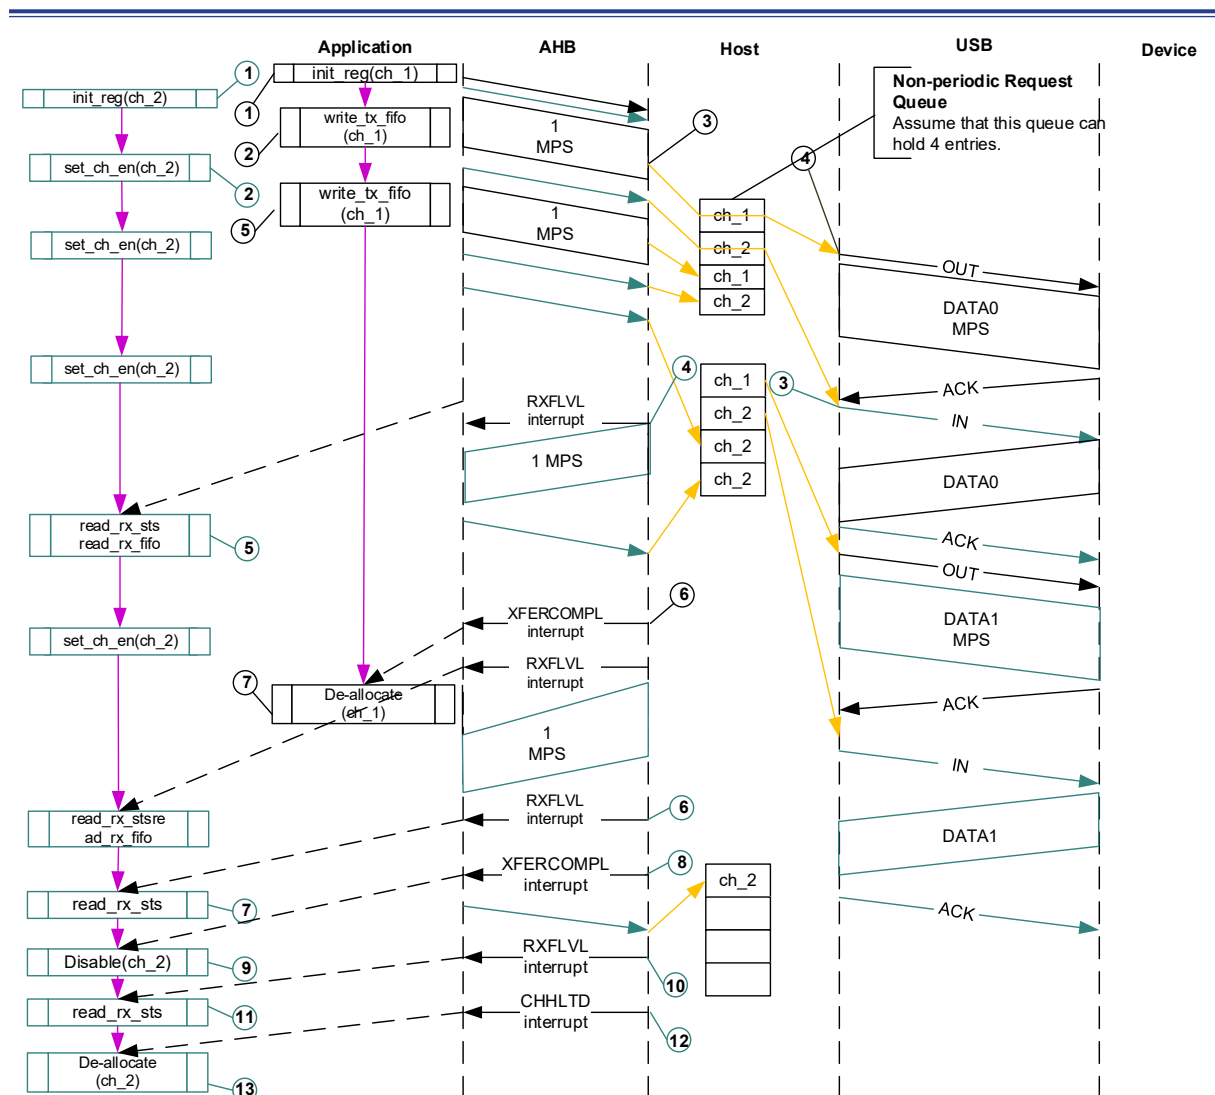 Application
AHB
Host
USB
Device
1
init_reg(ch_1)
init_reg(ch_2)
1
Non-periodic Request
Queue
Assume that this queue can
hold 4 entries.
write_tx_fifo
(ch_1)
1
MPS
3
2
4
set_ch_en(ch_2)
2
write_tx_fifo
(ch_1)
5
1
MPS
ch_1
ch_2
ch_1
ch_2
set_ch_en(ch_2)
OUT
DATA0
MPS
set_ch_en(ch_2)
4
ch_1
ch_2
ch_2
ch_2
3
ACK
RXFLVL
interrupt
IN
1 MPS
DATA0
read_rx_sts
read_rx_fifo
5
ACK
OUT
XFERCOMPL
interrupt
6
DATA1
MPS
set_ch_en(ch_2)
RXFLVL
interrupt
7
De-allocate
(ch_1)
ACK
1
MPS
IN
RXFLVL
interrupt
6
read_rx_stsre
ad_rx_fifo
DATA1
XFERCOMPL
interrupt
8
ch_2
read_rx_sts
7
ACK
RXFLVL
interrupt
Disable(ch_2)
9
10
read_rx_sts
11
CHHLTD
interrupt
12
De-allocate
(ch_2)
13